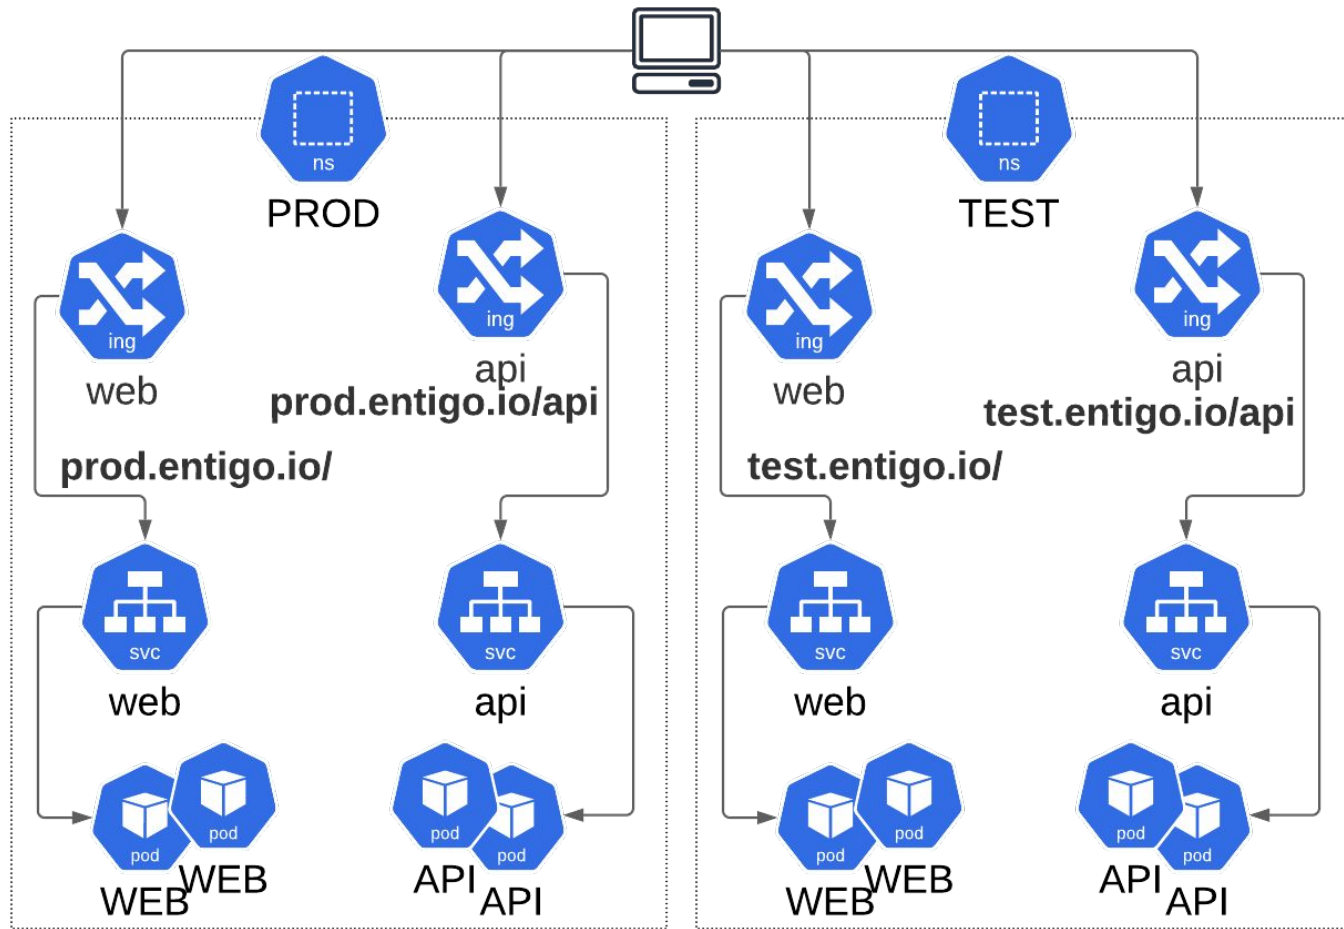 ns
PROD
ing
web
ing
api
prod.entigo.io/api
prod.entigo.io/
svc
web
svc
api
pod
WEB
pod
WEB
pod
API
pod
API
ns
TEST
ing
web
ing
api
test.entigo.io/api
test.entigo.io/
svc
web
svc
api
pod
WEB
pod
WEB
pod
API
pod
API